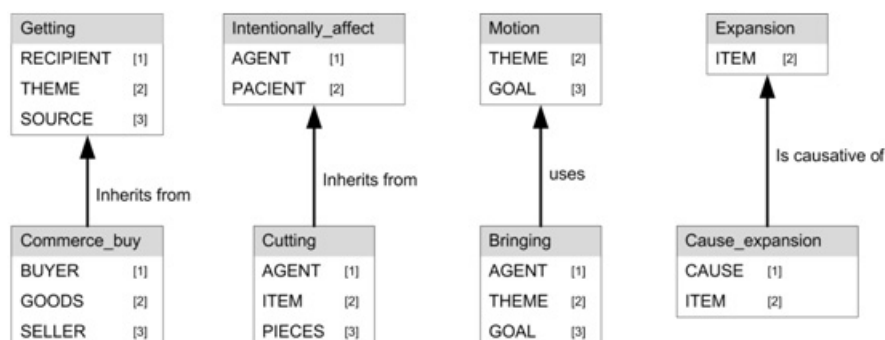 Getting
RECIPIENT [1]
THEME [2]
SOURCE [3]
Intentionally_affect
AGENT [1]
PACIENT [2]
Motion
THEME [2]
GOAL [3]
Expansion
ITEM [2]
Inherits from
Inherits from
uses
Is causative of
Commerce_buy
BUYER [1]
GOODS [2]
SELLER [3]
Cutting
AGENT [1]
ITEM [2]
PIECES [3]
Bringing
AGENT [1]
THEME [2]
GOAL [3]
Cause_expansion
CAUSE [1]
ITEM [2]